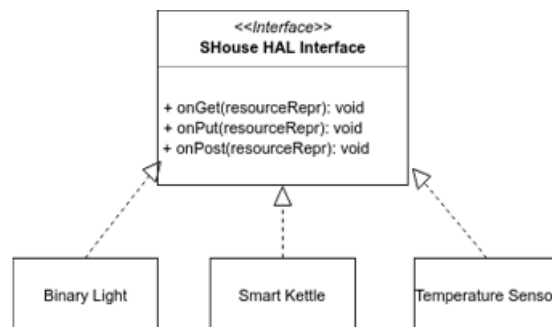 <<Interface>>
SHouse HAL Interface
+ onGet(resourceRepr): void
+ onPut(resourceRepr): void
+ onPost(resourceRepr): void
Binary Light
Smart Kettle
Temperature Senso